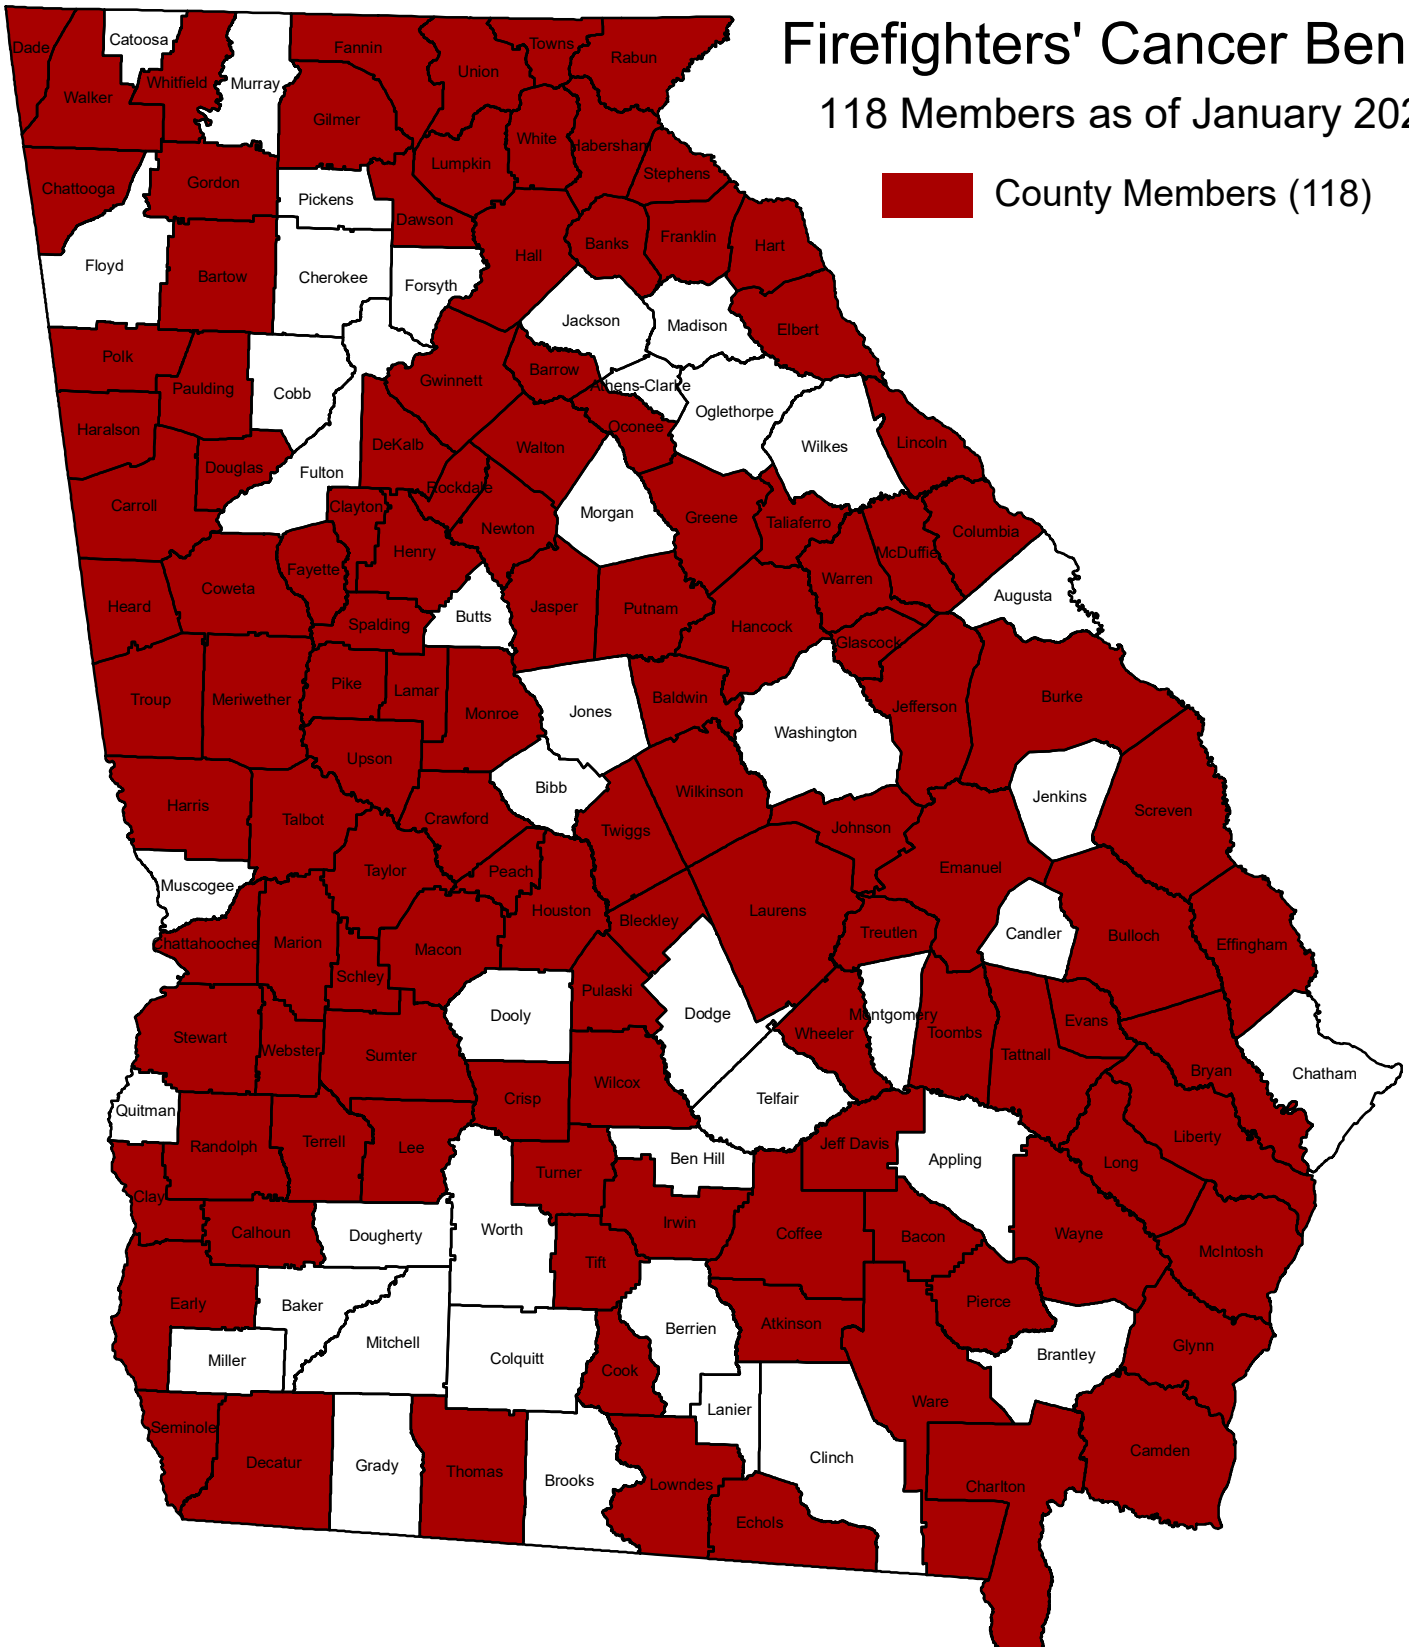 Firefighters' Cancer Ben
118 Members as of January 202
County Members (118)
Dade
Catoosa
Fannin
Towns
Rabun
Walker
Whitfield
Murray
Union
Gilmer
White
Habersham
Lumpkin
Stephens
Chattooga
Gordon
Pickens
Dawson
Floyd
Bartow
Cherokee
Forsyth
Hall
Banks
Franklin
Hart
Jackson
Madison
Elbert
Polk
Paulding
Cobb
Gwinnett
Barrow
Athens-Clarke
Oglethorpe
Wilkes
Lincoln
Haralson
Douglas
Fulton
DeKalb
Rockdale
Walton
Oconee
Carroll
Clayton
Henry
Newton
Morgan
Greene
Taliaferro
McDuffie
Columbia
Heard
Coweta
Fayette
Spalding
Butts
Jasper
Putnam
Hancock
Warren
Glascock
Augusta
Troup
Meriwether
Pike
Lamar
Monroe
Jones
Baldwin
Washington
Jefferson
Burke
Upson
Bibb
Wilkinson
Jenkins
Screven
Harris
Talbot
Crawford
Twiggs
Johnson
Emanuel
Muscogee
Taylor
Peach
Houston
Bleckley
Laurens
Treutlen
Candler
Bulloch
Effingham
Chattahoochee
Marion
Schley
Macon
Pulaski
Dooly
Dodge
Wheeler
Montgomery
Toombs
Tattnall
Evans
Bryan
Chatham
Stewart
Webster
Sumter
Crisp
Wilcox
Telfair
Quitman
Randolph
Terrell
Lee
Turner
Ben Hill
Jeff Davis
Appling
Long
Liberty
Clay
Calhoun
Dougherty
Worth
Tift
Irwin
Coffee
Bacon
Wayne
McIntosh
Early
Baker
Miller
Mitchell
Colquitt
Cook
Berrien
Atkinson
Pierce
Brantley
Glynn
Seminole
Decatur
Grady
Thomas
Brooks
Lanier
Lowndes
Clinch
Echols
Ware
Charlton
Camden